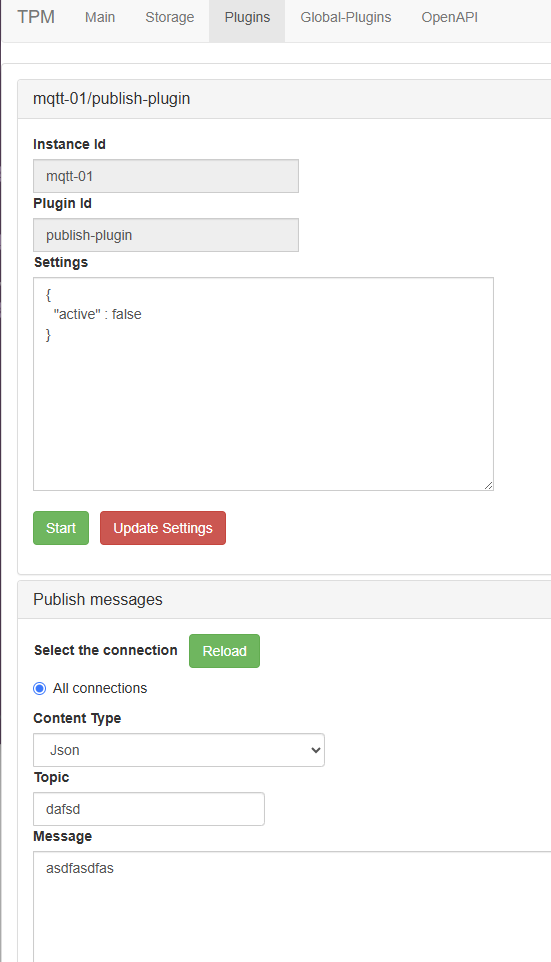 TPM Main Storage Plugins Global-Plugins OpenAPI
mqtt-01/publish-plugin
Instance Id
mqtt-01
Plugin Id
publish-plugin
Settings
{
"active" : false
}
Start Update Settings
Publish messages
Select the connection Reload
All connections
Content Type
Json
Topic
dafsd
Message
asdfasdfas